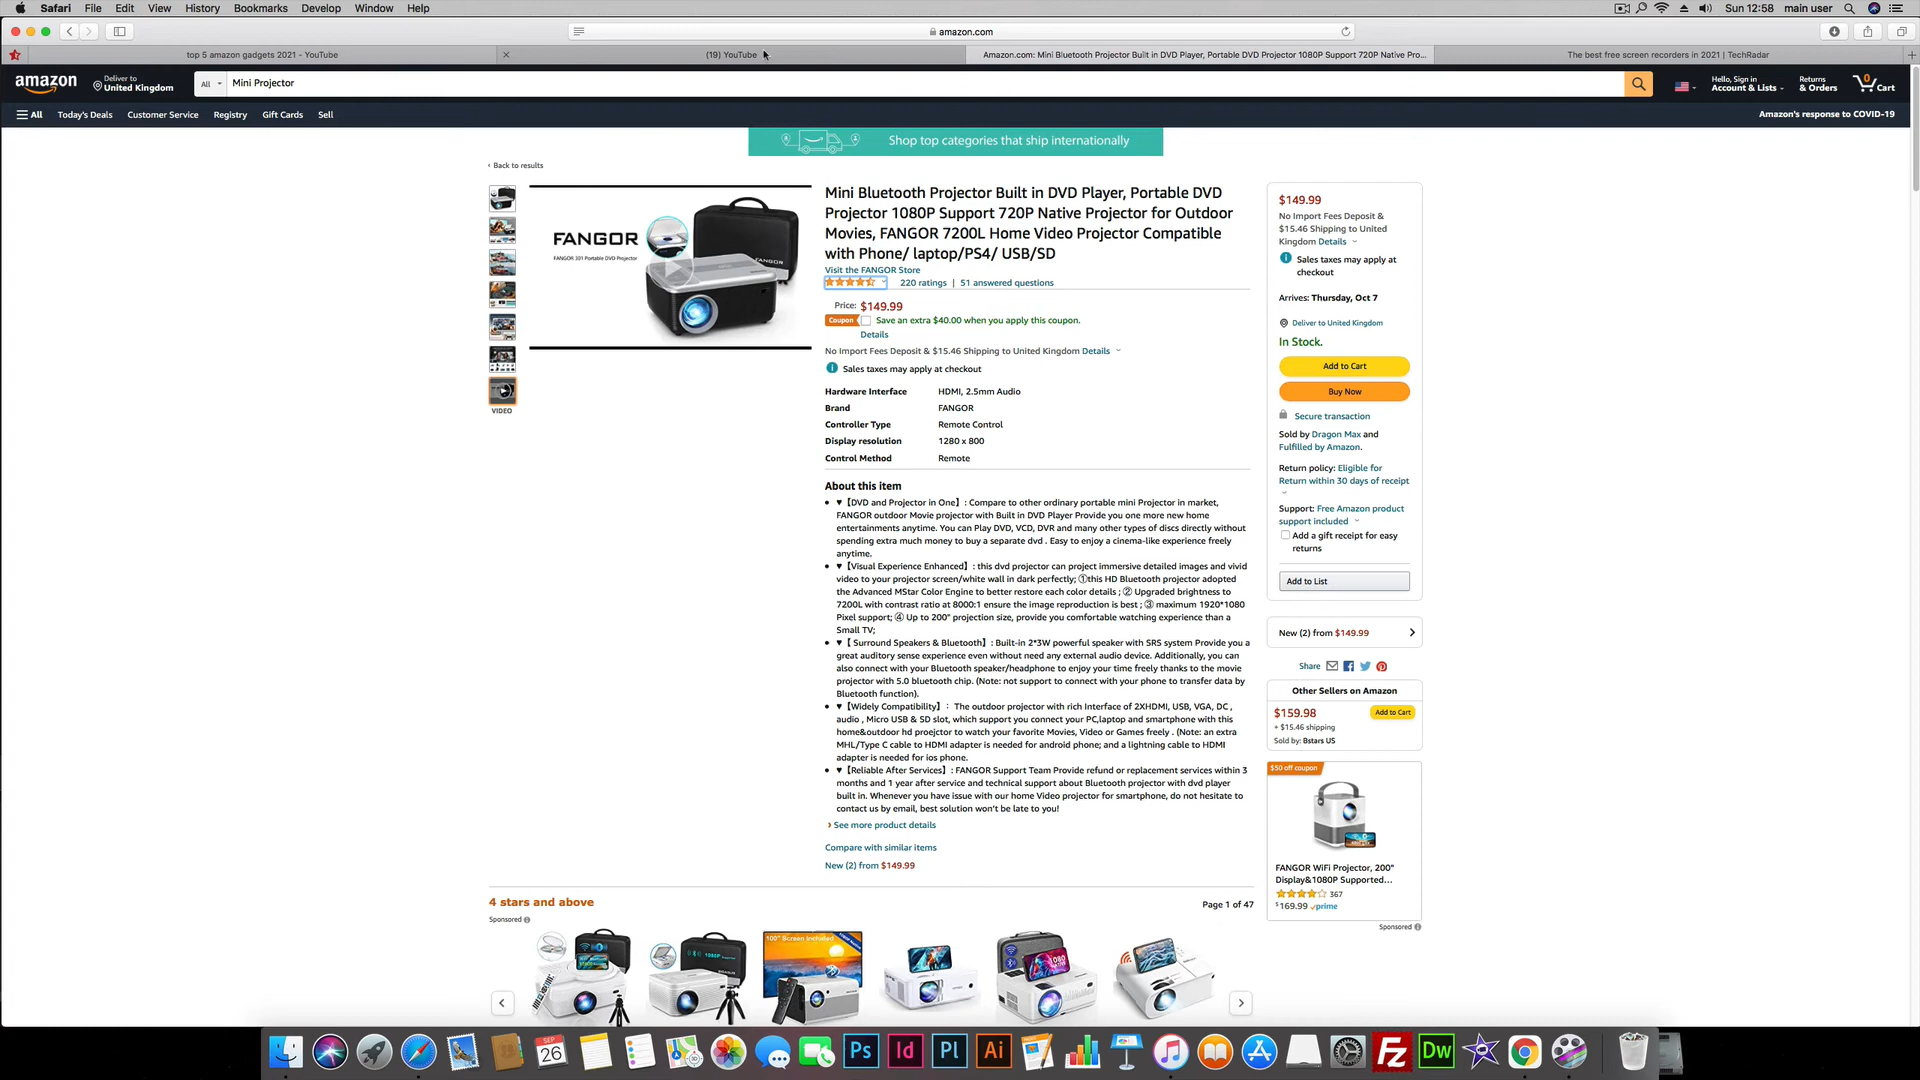 Safari File Edit View History Bookmarks Develop Window Help
Sun 12:58 main user
amazon.com
top 5 amazon gadgets 2021 - YouTube
(19) YouTube
Amazon.com: Mini Bluetooth Projector Built in DVD Player, Portable DVD Projector 1080P Support 720P Native Pro...
The best free screen recorders in 2021 | TechRadar
amazon
Deliver to
United Kingdom
All
Mini Projector
Hello, Sign in
Account & Lists
Returns
& Orders
0
Cart
All Today's Deals Customer Service Registry Gift Cards Sell
Amazon's response to COVID-19
Shop top categories that ship internationally
‹ Back to results
FANGOR
FANGOR 301 Portable DVD Projector
FANGOR
VIDEO
Mini Bluetooth Projector Built in DVD Player, Portable DVD
Projector 1080P Support 720P Native Projector for Outdoor
Movies, FANGOR 7200L Home Video Projector Compatible
with Phone/ laptop/PS4/ USB/SD
Visit the FANGOR Store
220 ratings | 51 answered questions
Price: $149.99
Coupon Save an extra $40.00 when you apply this coupon.
Details
No Import Fees Deposit & $15.46 Shipping to United Kingdom Details
Sales taxes may apply at checkout
Hardware Interface HDMI, 2.5mm Audio
Brand FANGOR
Controller Type Remote Control
Display resolution 1280 x 800
Control Method Remote
About this item
• ♥【DVD and Projector in One】: Compare to other ordinary portable mini Projector in market,
FANGOR outdoor Movie projector with Built in DVD Player Provide you one more new home
entertainments anytime. You can Play DVD, VCD, DVR and many other types of discs directly without
spending extra much money to buy a separate dvd . Easy to enjoy a cinema-like experience freely
anytime.
• ♥【Visual Experience Enhanced】: this dvd projector can project immersive detailed images and vivid
video to your projector screen/white wall in dark perfectly; ①this HD Bluetooth projector adopted
the Advanced MStar Color Engine to better restore each color details ; ② Upgraded brightness to
7200L with contrast ratio at 8000:1 ensure the image reproduction is best ; ③ maximum 1920*1080
Pixel support; ④ Up to 200" projection size, provide you comfortable watching experience than a
Small TV;
• ♥【 Surround Speakers & Bluetooth】: Built-in 2*3W powerful speaker with SRS system Provide you a
great auditory sense experience even without need any external audio device. Additionally, you can
also connect with your Bluetooth speaker/headphone to enjoy your time freely thanks to the movie
projector with 5.0 bluetooth chip. (Note: not support to connect with your phone to transfer data by
Bluetooth function).
• ♥【Widely Compatibility】： The outdoor projector with rich Interface of 2XHDMI, USB, VGA, DC ,
audio , Micro USB & SD slot, which support you connect your PC,laptop and smartphone with this
home&outdoor hd proejctor to watch your favorite Movies, Video or Games freely . (Note: an extra
MHL/Type C cable to HDMI adapter is needed for android phone; and a lightning cable to HDMI
adapter is needed for ios phone.
• ♥【Reliable After Services】: FANGOR Support Team Provide refund or replacement services within 3
months and 1 year after service and technical support about Bluetooth projector with dvd player
built in. Whenever you have issue with our home Video projector for smartphone, do not hesitate to
contact us by email, best solution won't be late to you!
› See more product details
Compare with similar items
New (2) from $149.99
$149.99
No Import Fees Deposit &
$15.46 Shipping to United
Kingdom Details
Sales taxes may apply at
checkout
Arrives: Thursday, Oct 7
Deliver to United Kingdom
In Stock.
Add to Cart
Buy Now
Secure transaction
Sold by Dragon Max and
Fulfilled by Amazon.
Return policy: Eligible for
Return within 30 days of receipt
Support: Free Amazon product
support included
Add a gift receipt for easy
returns
Add to List
New (2) from $149.99
Share
Other Sellers on Amazon
$159.98 Add to Cart
+ $15.46 shipping
Sold by: Bstars US
$50 off coupon
FANGOR WiFi Projector, 200"
Display&1080P Supported...
367
$169.99 prime
Sponsored
4 stars and above
Page 1 of 47
Sponsored
100" Screen Included
SEP
26
Ps Id Pl Ai
Fz Dw